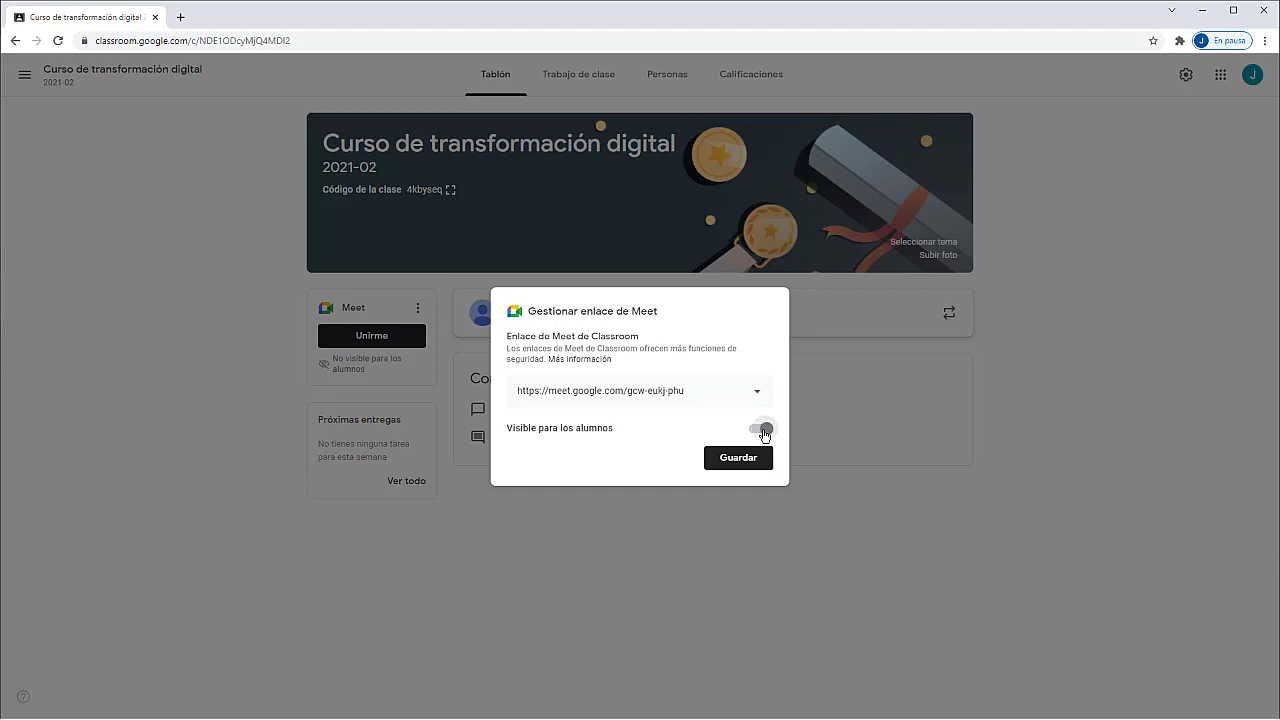 Curso de transformación digital
classroom.google.com/c/NDE1ODcyMjQ4MDI2
J
En pausa
Curso de transformación digital
2021-02
Tablón
Trabajo de clase
Personas
Calificaciones
J
Curso de transformación digital
2021-02
Código de la clase 4kbyseq
Seleccionar tema
Subir foto
Meet
Unirme
No visible para los
alumnos
Próximas entregas
No tienes ninguna tarea
para esta semana
Ver todo
Gestionar enlace de Meet
Enlace de Meet de Classroom
Los enlaces de Meet de Classroom ofrecen más funciones de
seguridad. Más información
https://meet.google.com/gcw-eukj-phu
Visible para los alumnos
Guardar